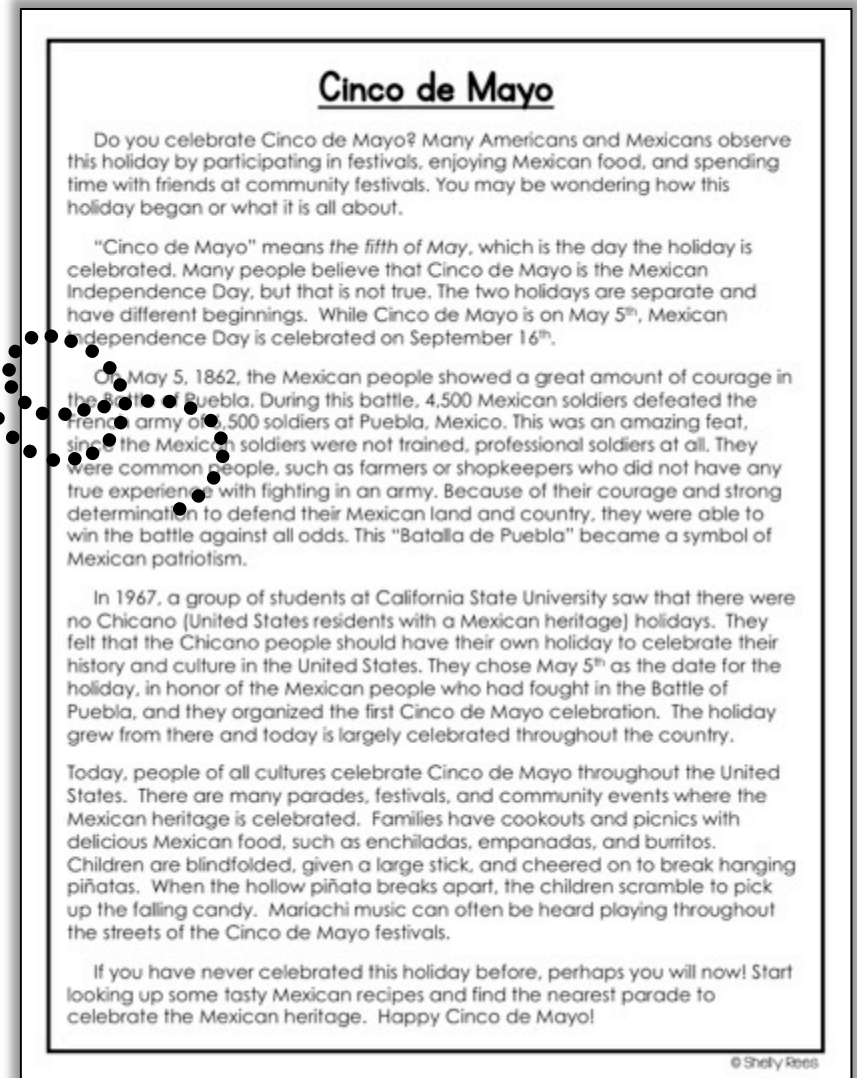 Cinco de Mayo
Do you celebrate Cinco de Mayo? Many Americans and Mexicans observe
this holiday by participating in festivals, enjoying Mexican food, and spending
time with friends at community festivals. You may be wondering how this
holiday began or what it is all about.
"Cinco de Mayo" means the fifth of May, which is the day the holiday is
celebrated. Many people believe that Cinco de Mayo is the Mexican
Independence Day, but that is not true. The two holidays are separate and
have different beginnings. While Cinco de Mayo is on May 5th, Mexican
Independence Day is celebrated on September 16th.
On May 5, 1862, the Mexican people showed a great amount of courage in
the Battle of Puebla. During this battle, 4,500 Mexican soldiers defeated the
French army of 6,500 soldiers at Puebla, Mexico. This was an amazing feat,
since the Mexican soldiers were not trained, professional soldiers at all. They
were common people, such as farmers or shopkeepers who did not have any
true experience with fighting in an army. Because of their courage and strong
determination to defend their Mexican land and country, they were able to
win the battle against all odds. This "Batalla de Puebla" became a symbol of
Mexican patriotism.
In 1967, a group of students at California State University saw that there were
no Chicano (United States residents with a Mexican heritage) holidays. They
felt that the Chicano people should have their own holiday to celebrate their
history and culture in the United States. They chose May 5th as the date for the
holiday, in honor of the Mexican people who had fought in the Battle of
Puebla, and they organized the first Cinco de Mayo celebration. The holiday
grew from there and today is largely celebrated throughout the country.
Today, people of all cultures celebrate Cinco de Mayo throughout the United
States. There are many parades, festivals, and community events where the
Mexican heritage is celebrated. Families have cookouts and picnics with
delicious Mexican food, such as enchiladas, empanadas, and burritos.
Children are blindfolded, given a large stick, and cheered on to break hanging
piñatas. When the hollow piñata breaks apart, the children scramble to pick
up the falling candy. Mariachi music can often be heard playing throughout
the streets of the Cinco de Mayo festivals.
If you have never celebrated this holiday before, perhaps you will now! Start
looking up some tasty Mexican recipes and find the nearest parade to
celebrate the Mexican heritage. Happy Cinco de Mayo!
© Shelly Rees